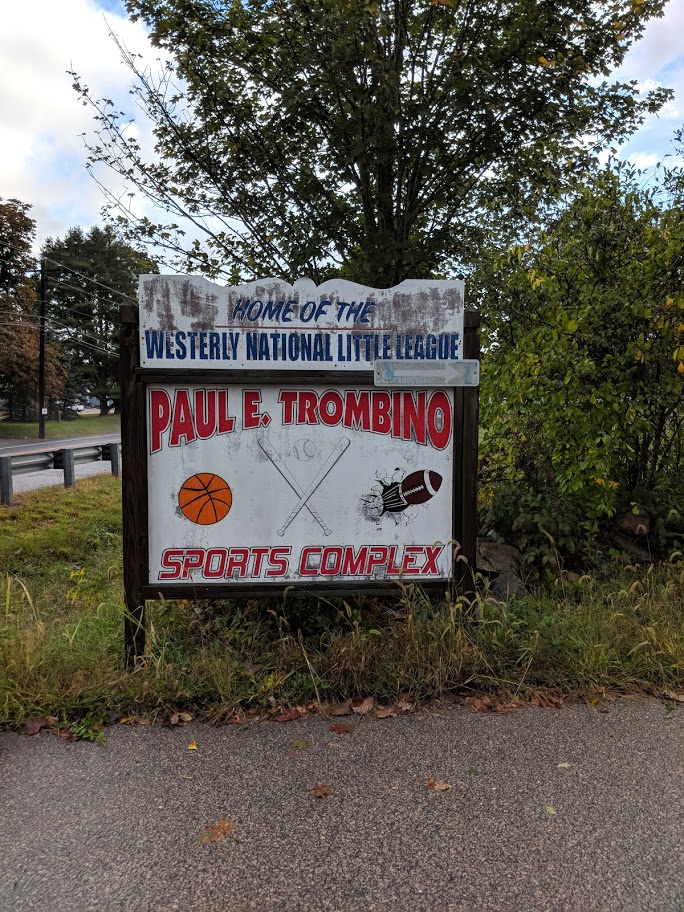 HOME OF THE
WESTERLY NATIONAL LITTLE LEAGUE
PAUL E. TROMBINO
SPORTS COMPLEX